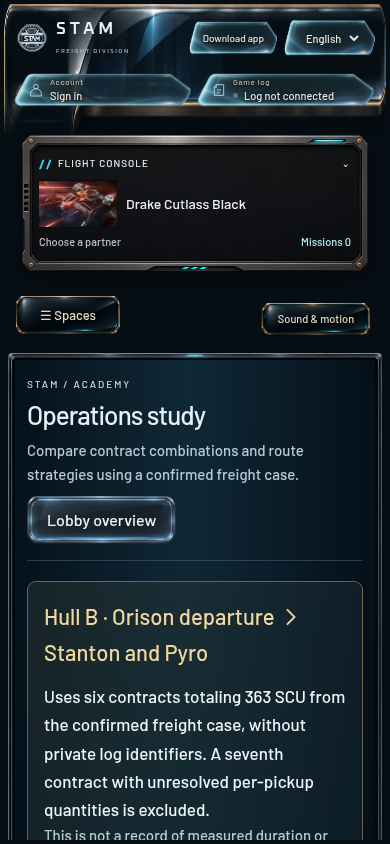 STAM
FREIGHT DIVISION
Download app
English
Account
Sign in
Game log
Log not connected
FLIGHT CONSOLE
Drake Cutlass Black
Choose a partner
Missions 0
☰ Spaces
Sound & motion
STAM / ACADEMY
Operations study
Compare contract combinations and route
strategies using a confirmed freight case.
Lobby overview
Hull B · Orison departure
Stanton and Pyro
Uses six contracts totaling 363 SCU from
the confirmed freight case, without
private log identifiers. A seventh
contract with unresolved per-pickup
quantities is excluded.
This is not a record of measured duration or